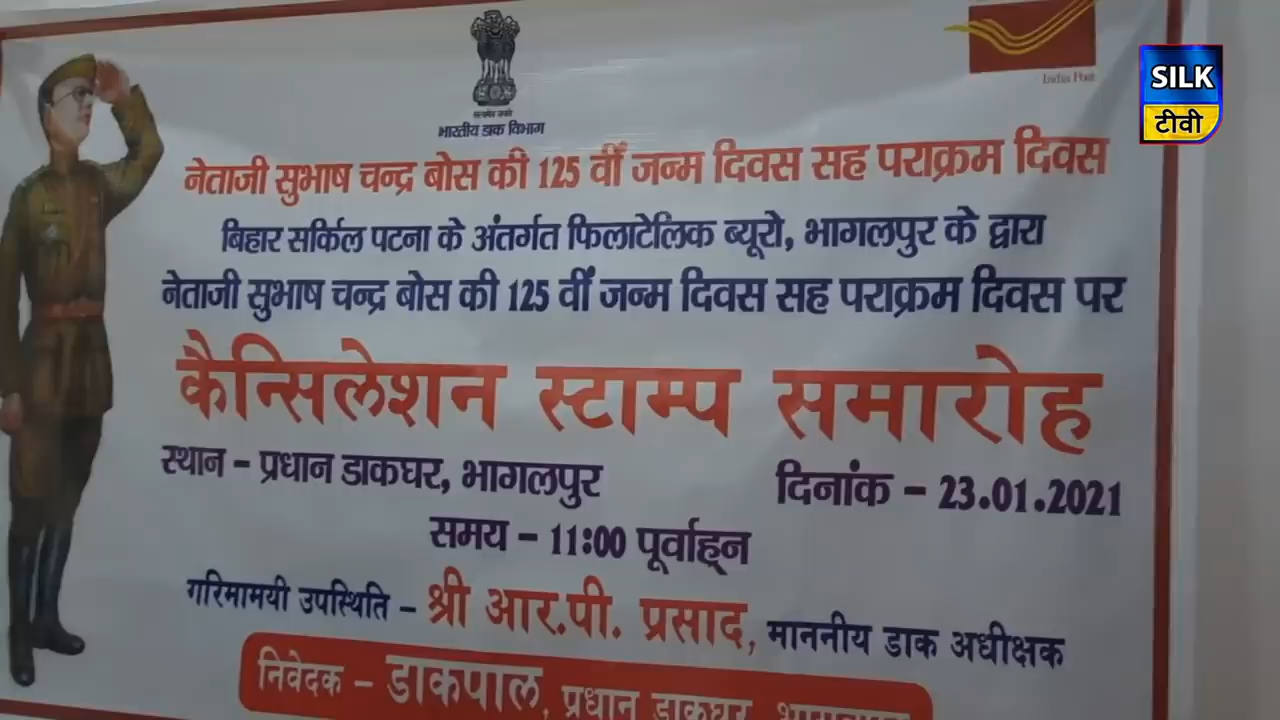 सत्यमेव जयते
भारतीय डाक विभाग
India Post
SILK
टीवी
नेताजी सुभाष चन्द्र बोस की 125 वीं जन्म दिवस सह पराक्रम दिवस
बिहार सर्किल पटना के अंतर्गत फिलाटेलिक ब्यूरो, भागलपुर के द्वारा
नेताजी सुभाष चन्द्र बोस की 125 वीं जन्म दिवस सह पराक्रम दिवस पर
कैन्सिलेशन स्टाम्प समारोह
स्थान - प्रधान डाकघर, भागलपुर
दिनांक - 23.01.2021
समय - 11:00 पूर्वाह्न
गरिमामयी उपस्थिति - श्री आर.पी. प्रसाद, माननीय डाक अधीक्षक
निवेदक - डाकपाल, प्रधान डाकघर,